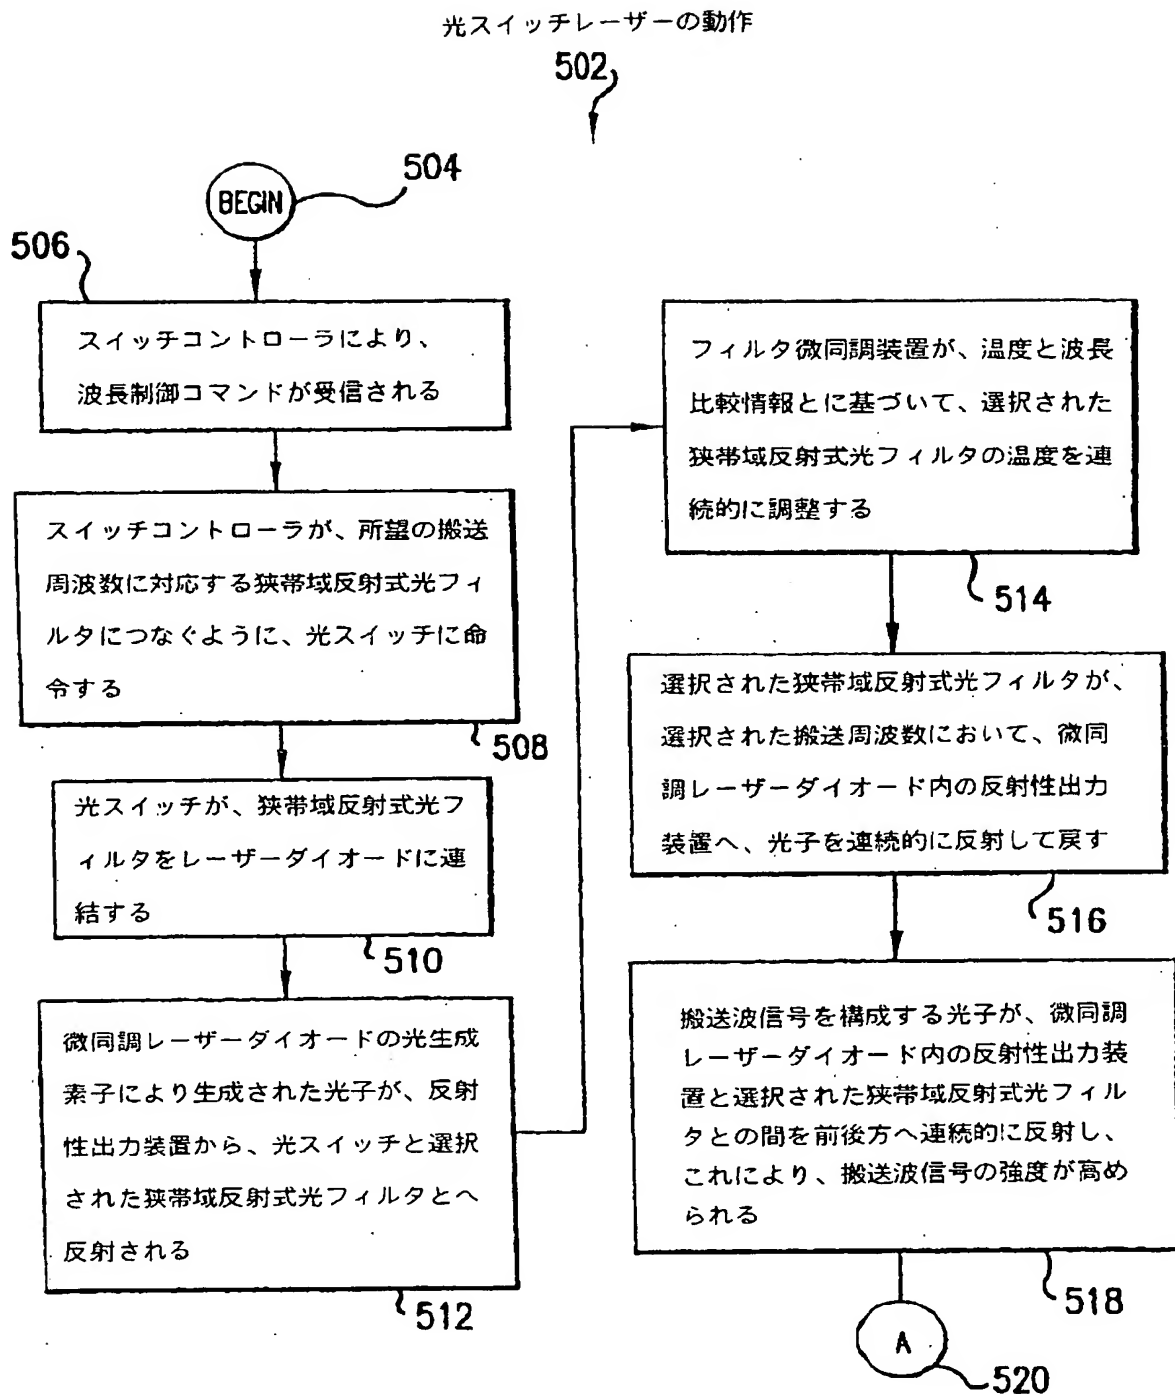 光スイッチレーザーの動作
502
BEGIN
504
506
スイッチコントローラにより、
波長制御コマンドが受信される
スイッチコントローラが、所望の搬送
周波数に対応する狭帯域反射式光フィ
ルタにつなぐように、光スイッチに命
令する
508
光スイッチが、狭帯域反射式光フ
ィルタをレーザーダイオードに連
結する
510
微同調レーザーダイオードの光生成
素子により生成された光子が、反射
性出力装置から、光スイッチと選択
された狭帯域反射式光フィルタとへ
反射される
512
フィルタ微同調装置が、温度と波長
比較情報とに基づいて、選択された
狭帯域反射式光フィルタの温度を連
続的に調整する
514
選択された狭帯域反射式光フィルタが、
選択された搬送周波数において、微同
調レーザーダイオード内の反射性出力
装置へ、光子を連続的に反射して戻す
516
搬送波信号を構成する光子が、微同調
レーザーダイオード内の反射性出力装
置と選択された狭帯域反射式光フィル
タとの間を前後方へ連続的に反射し、
これにより、搬送波信号の強度が高め
られる
518
A
520